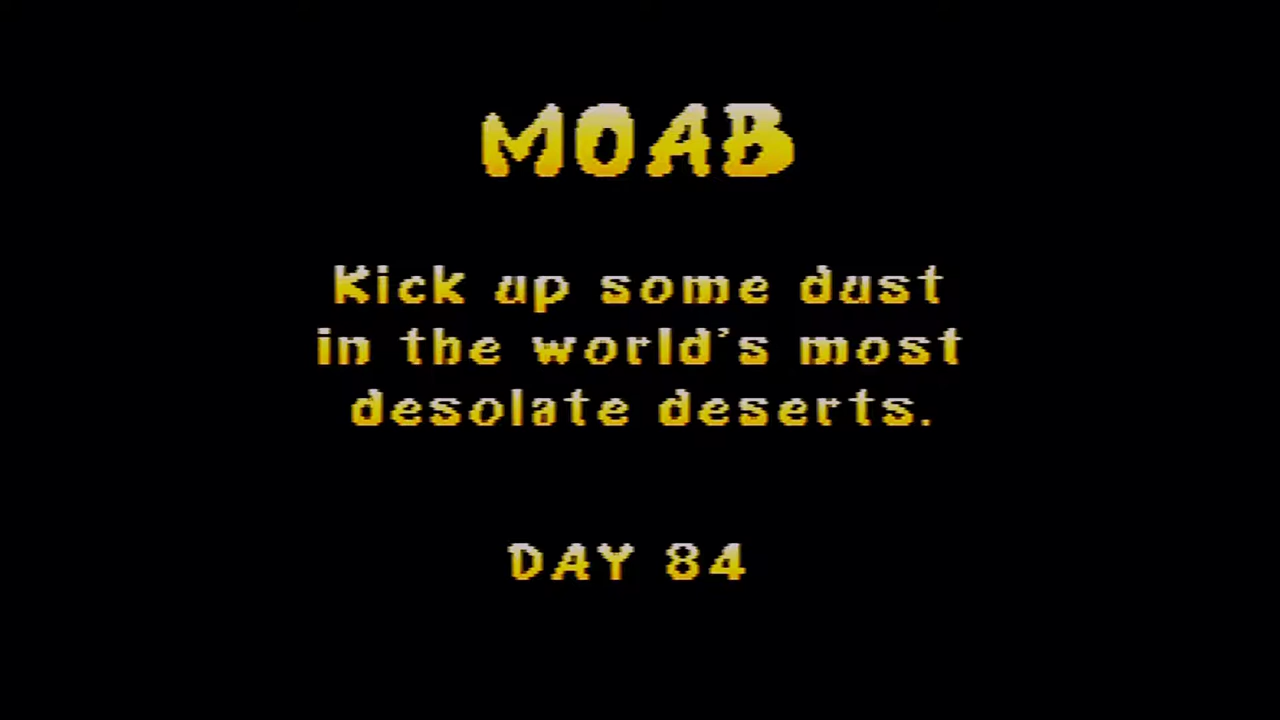 MOAB
Kick up some dust
in the world's most
desolate deserts.
DAY 84